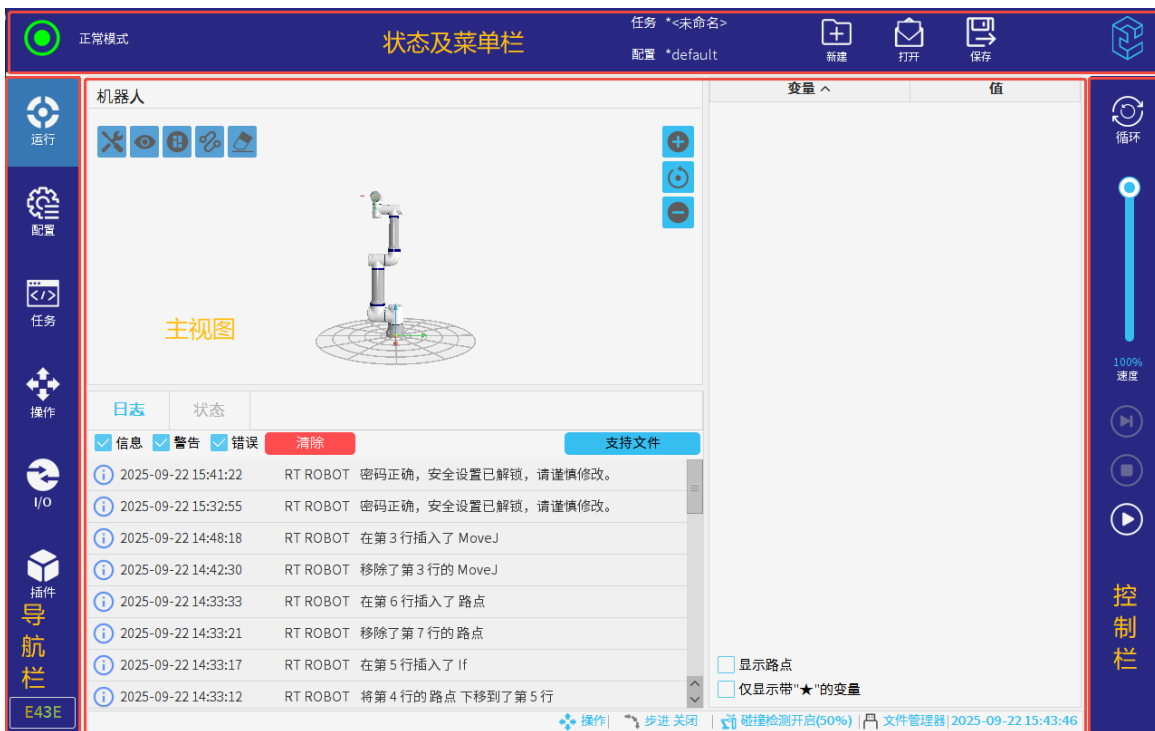 正常模式
状态及菜单栏
任务 *<未命名>
配置 *default
新建
打开
保存
运行
配置
任务
操作
I/O
插件
导航栏
E43E
机器人
主视图
变量 值
日志 状态
信息 警告 错误 清除 支持文件
2025-09-22 15:41:22 RT ROBOT 密码正确，安全设置已解锁，请谨慎修改。
2025-09-22 15:32:55 RT ROBOT 密码正确，安全设置已解锁，请谨慎修改。
2025-09-22 14:48:18 RT ROBOT 在第3行插入了 MoveJ
2025-09-22 14:42:30 RT ROBOT 移除了第3行的 MoveJ
2025-09-22 14:33:33 RT ROBOT 在第6行插入了 路点
2025-09-22 14:33:21 RT ROBOT 移除了第7行的 路点
2025-09-22 14:33:17 RT ROBOT 在第5行插入了 If
2025-09-22 14:33:12 RT ROBOT 将第4行的 路点 下移到了第5行
显示路点
仅显示带"★"的变量
操作| 步进 关闭 | 碰撞检测开启(50%) | 文件管理器| 2025-09-22 15:43:46
循环
100%
速度
控制栏